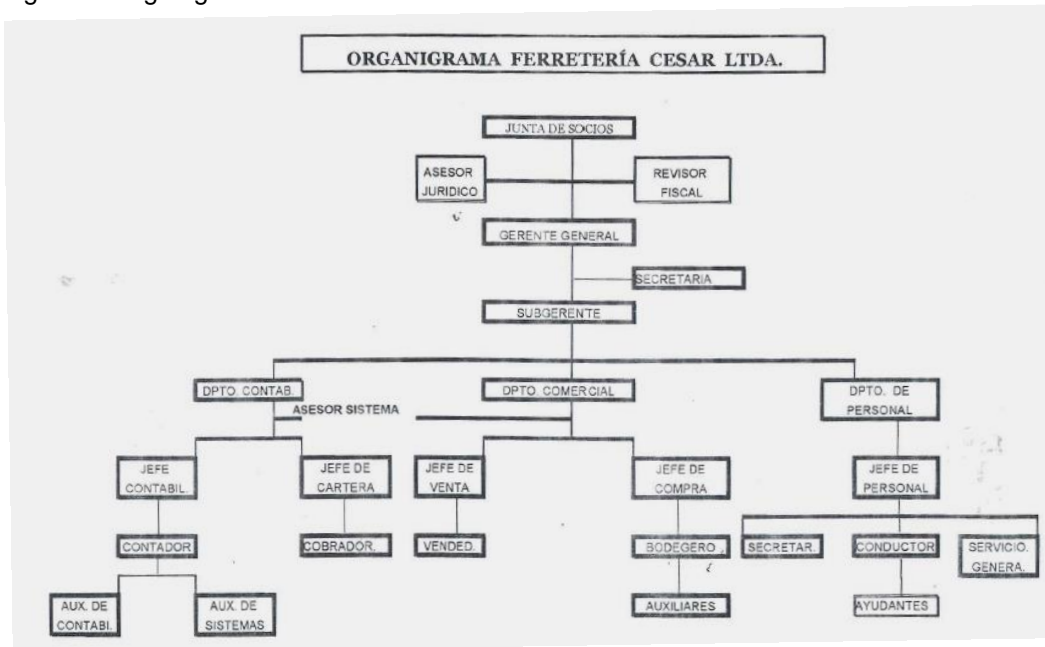 ORGANIGRAMA FERRETERÍA CESAR LTDA.
JUNTA DE SOCIOS
ASESOR
JURIDICO
REVISOR
FISCAL
GERENTE GENERAL
SECRETARIA
SUBGERENTE
DPTO. CONTAB.
DPTO. COMERCIAL
DPTO. DE
PERSONAL
ASESOR SISTEMA
JEFE
CONTABIL.
JEFE DE
CARTERA
JEFE DE
VENTA
JEFE DE
COMPRA
JEFE DE
PERSONAL
CONTADOR
COBRADOR.
VENDED.
BODEGERO
SECRETAR.
CONDUCTOR
SERVICIO.
GENERA.
AUX. DE
CONTABI.
AUX. DE
SISTEMAS
AUXILIARES
AYUDANTES